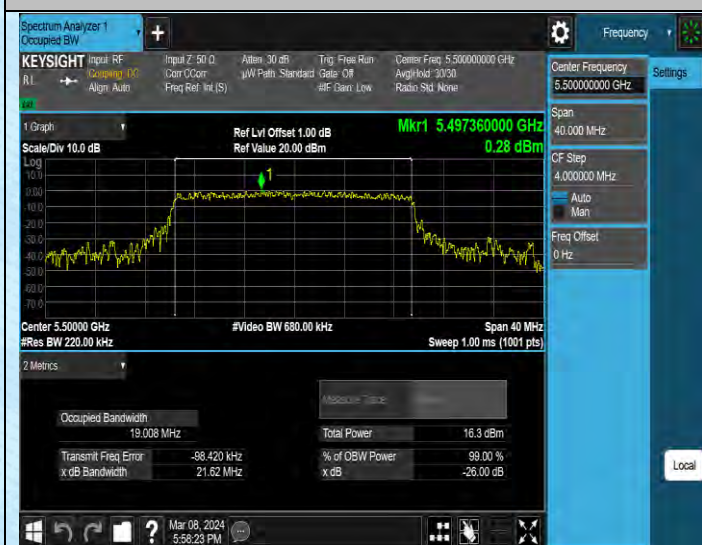 Spectrum Analyzer 1
Occupied BW
Frequency
KEYSIGHT
RL
Input: RF
Coupling: DC
Align: Auto
Input Z: 50 Ω
Corr CCorr
Freq Ref: Int (S)
Atten: 30 dB
µW Path: Standard
Trig: Free Run
Gate: Off
#IF Gain: Low
Center Freq: 5.500000000 GHz
Avg|Hold: 30/30
Radio Std: None
Center Frequency
5.500000000 GHz
Settings
Span
40.000 MHz
CF Step
4.000000 MHz
Auto
Man
Freq Offset
0 Hz
1 Graph
Scale/Div 10.0 dB
Ref Lvl Offset 1.00 dB
Ref Value 20.00 dBm
Mkr1 5.497360000 GHz
0.28 dBm
Log
10.0
0.00
-10.0
-20.0
-30.0
-40.0
-50.0
-60.0
-70.0
1
Center 5.50000 GHz
#Res BW 220.00 kHz
#Video BW 680.00 kHz
Span 40 MHz
Sweep 1.00 ms (1001 pts)
2 Metrics
Measure Trace
Occupied Bandwidth
19.008 MHz
Total Power 16.3 dBm
Transmit Freq Error -98.420 kHz
% of OBW Power 99.00 %
x dB Bandwidth 21.62 MHz
x dB -26.00 dB
Local
?
Mar 08, 2024
5:58:23 PM